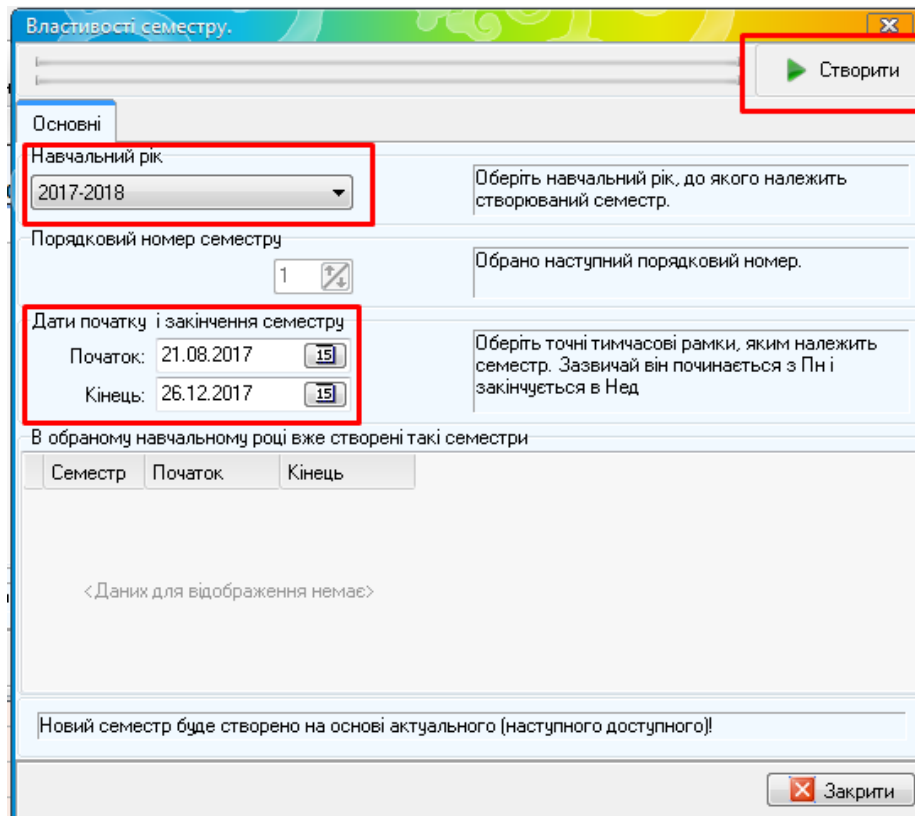 Властивості семестру.
Створити
Основні
Навчальний рік
2017-2018
Оберіть навчальний рік, до якого належить
створюваний семестр.
Порядковий номер семестру
1
Обрано наступний порядковий номер.
Дати початку і закінчення семестру
Початок: 21.08.2017 15
Кінець: 26.12.2017 15
Оберіть точні тимчасові рамки, яким належить
семестр. Зазвичай він починається з Пн і
закінчується в Нед
В обраному навчальному році вже створені такі семестри
Семестр Початок Кінець
<Даних для відображення немає>
Новий семестр буде створено на основі актуального (наступного доступного)!
Закрити